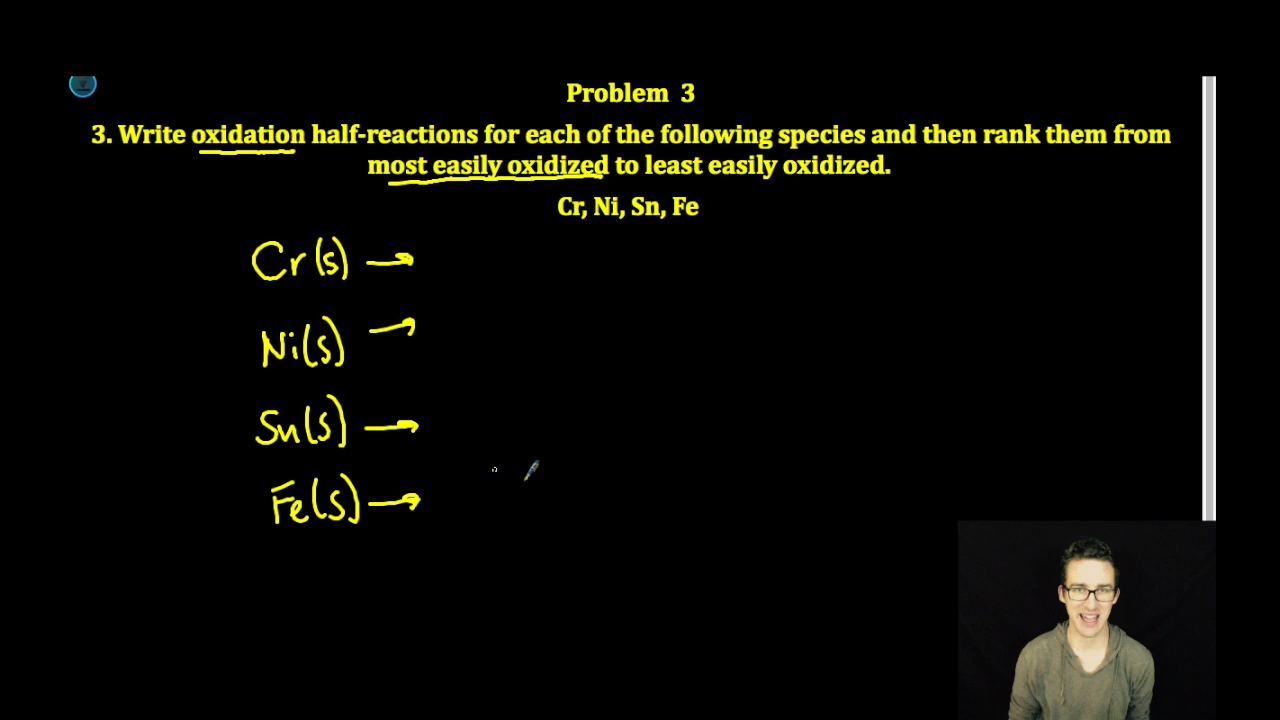 Problem 3
3. Write oxidation half-reactions for each of the following species and then rank them from
most easily oxidized to least easily oxidized.
Cr, Ni, Sn, Fe
Cr(s) →
Ni(s) →
Sn(s) →
Fe(s) →